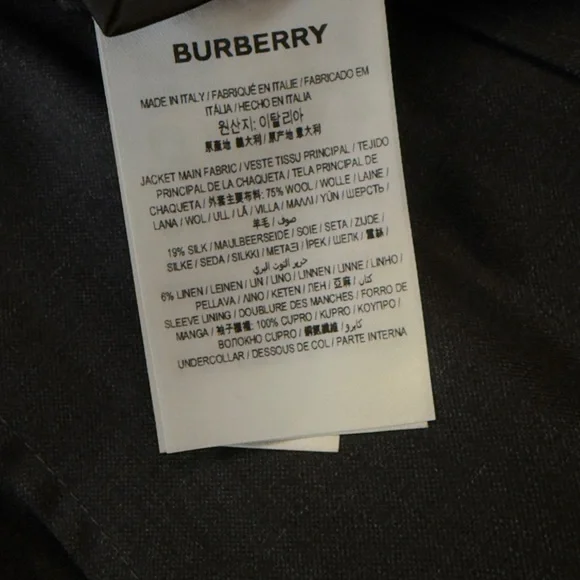 BURBERRY
MADE IN ITALY / FABRIQUÉ EN ITALIE / FABRICADO EM
ITÁLIA / HECHO EN ITALIA
원산지: 이탈리아
原產地 義大利 / 原产地 意大利
JACKET MAIN FABRIC / VESTE TISSU PRINCIPAL / TEJIDO
PRINCIPAL DE LA CHAQUETA / TELA PRINCIPAL DE
CHAQUETA / 外套主要布料: 75% WOOL / WOLLE / LAINE /
LANA / WOL / ULL / LÃ / VILLA / ΜΑΛΛΙ / YÜN / ШЕРСТЬ /
羊毛 / صوف
19% SILK / MAULBEERSEIDE / SOIE / SETA / ZIJDE /
SILKE / SEDA / SILKKI / ΜΕΤΑΞΙ / İPEK / ШЕЛК / 蠶絲 /
حرير التوت البري
6% LINEN / LEINEN / LIN / LINO / LINNEN / LINNE / LINHO /
PELLAVA / ΛΙΝΟ / KETEN / ЛЕН / 亞麻 / كتان
SLEEVE LINING / DOUBLURE DES MANCHES / FORRO DE
MANGA / 袖子襯裡: 100% CUPRO / KUPRO / ΚΟΥΠΡΟ /
ВОЛОКНО CUPRO / 銅氨纖維 / كابرو
UNDERCOLLAR / DESSOUS DE COL / PARTE INTERNA